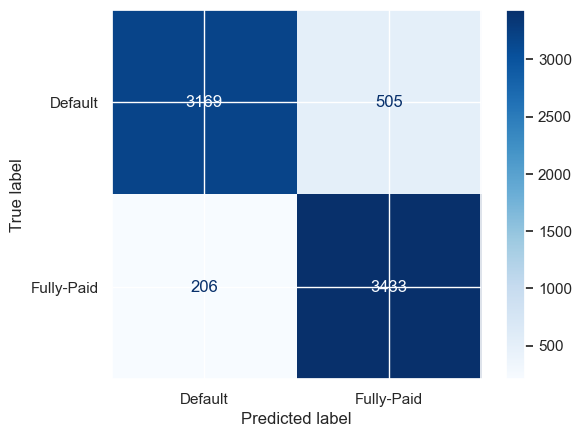 Default
3169
505
True label
Fully-Paid
206
3433
Default
Fully-Paid
Predicted label
3000
2500
2000
1500
1000
500